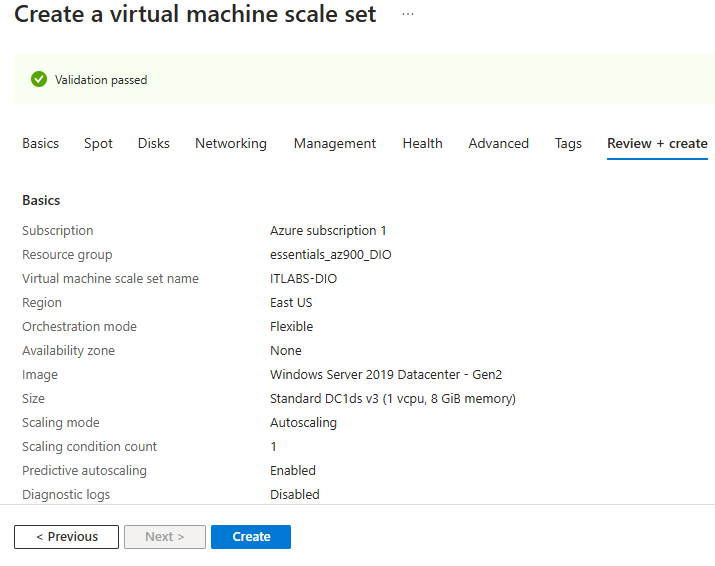 Create a virtual machine scale set ...
Validation passed
Basics Spot Disks Networking Management Health Advanced Tags Review + create
Basics
Subscription Azure subscription 1
Resource group essentials_az900_DIO
Virtual machine scale set name ITLABS-DIO
Region East US
Orchestration mode Flexible
Availability zone None
Image Windows Server 2019 Datacenter - Gen2
Size Standard DC1ds v3 (1 vcpu, 8 GiB memory)
Scaling mode Autoscaling
Scaling condition count 1
Predictive autoscaling Enabled
Diagnostic logs Disabled
< Previous Next > Create